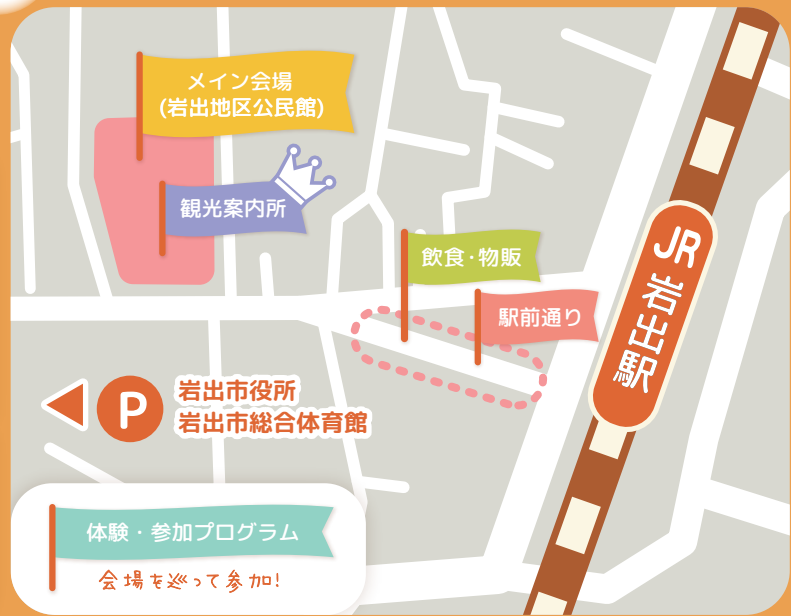 メイン会場
(岩出地区公民館)
観光案内所
飲食・物販
駅前通り
JR岩出駅
P
岩出市役所
岩出市総合体育館
体験・参加プログラム
会場を巡って参加!